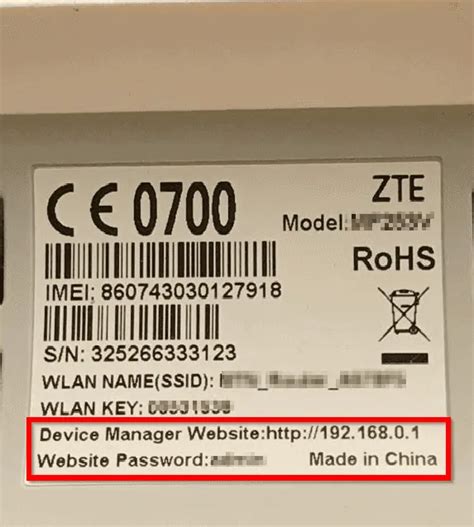 CE 0700
ZTE
Model:
RoHS
IMEI: 860743030127918
S/N: 325266333123
WLAN NAME(SSID):
WLAN KEY:
Device Manager Website:http://192.168.0.1
Website Password:
Made in China